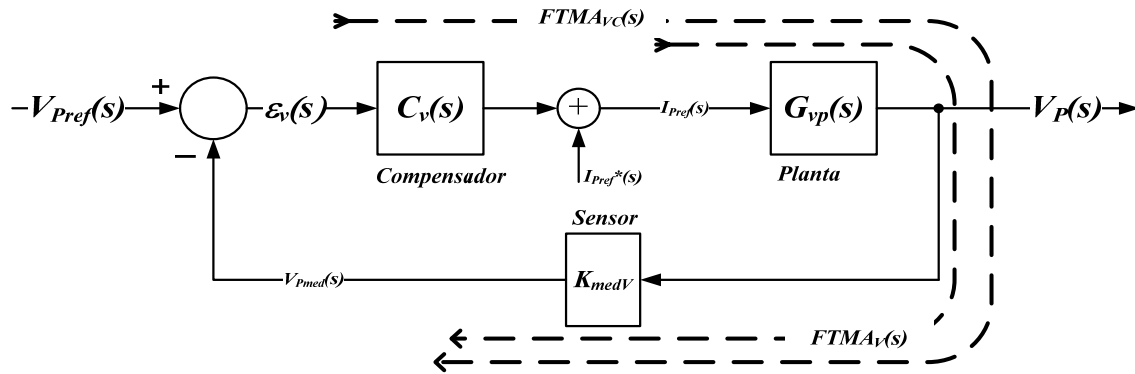 FTMA_VC(s)
+
V_Pref(s)
ε_v(s)
C_v(s)
+
I_Pref(s)
G_vp(s)
V_P(s)
−
Compensador
I_Pref*(s)
Planta
Sensor
V_Pmed(s)
K_medV
FTMA_V(s)